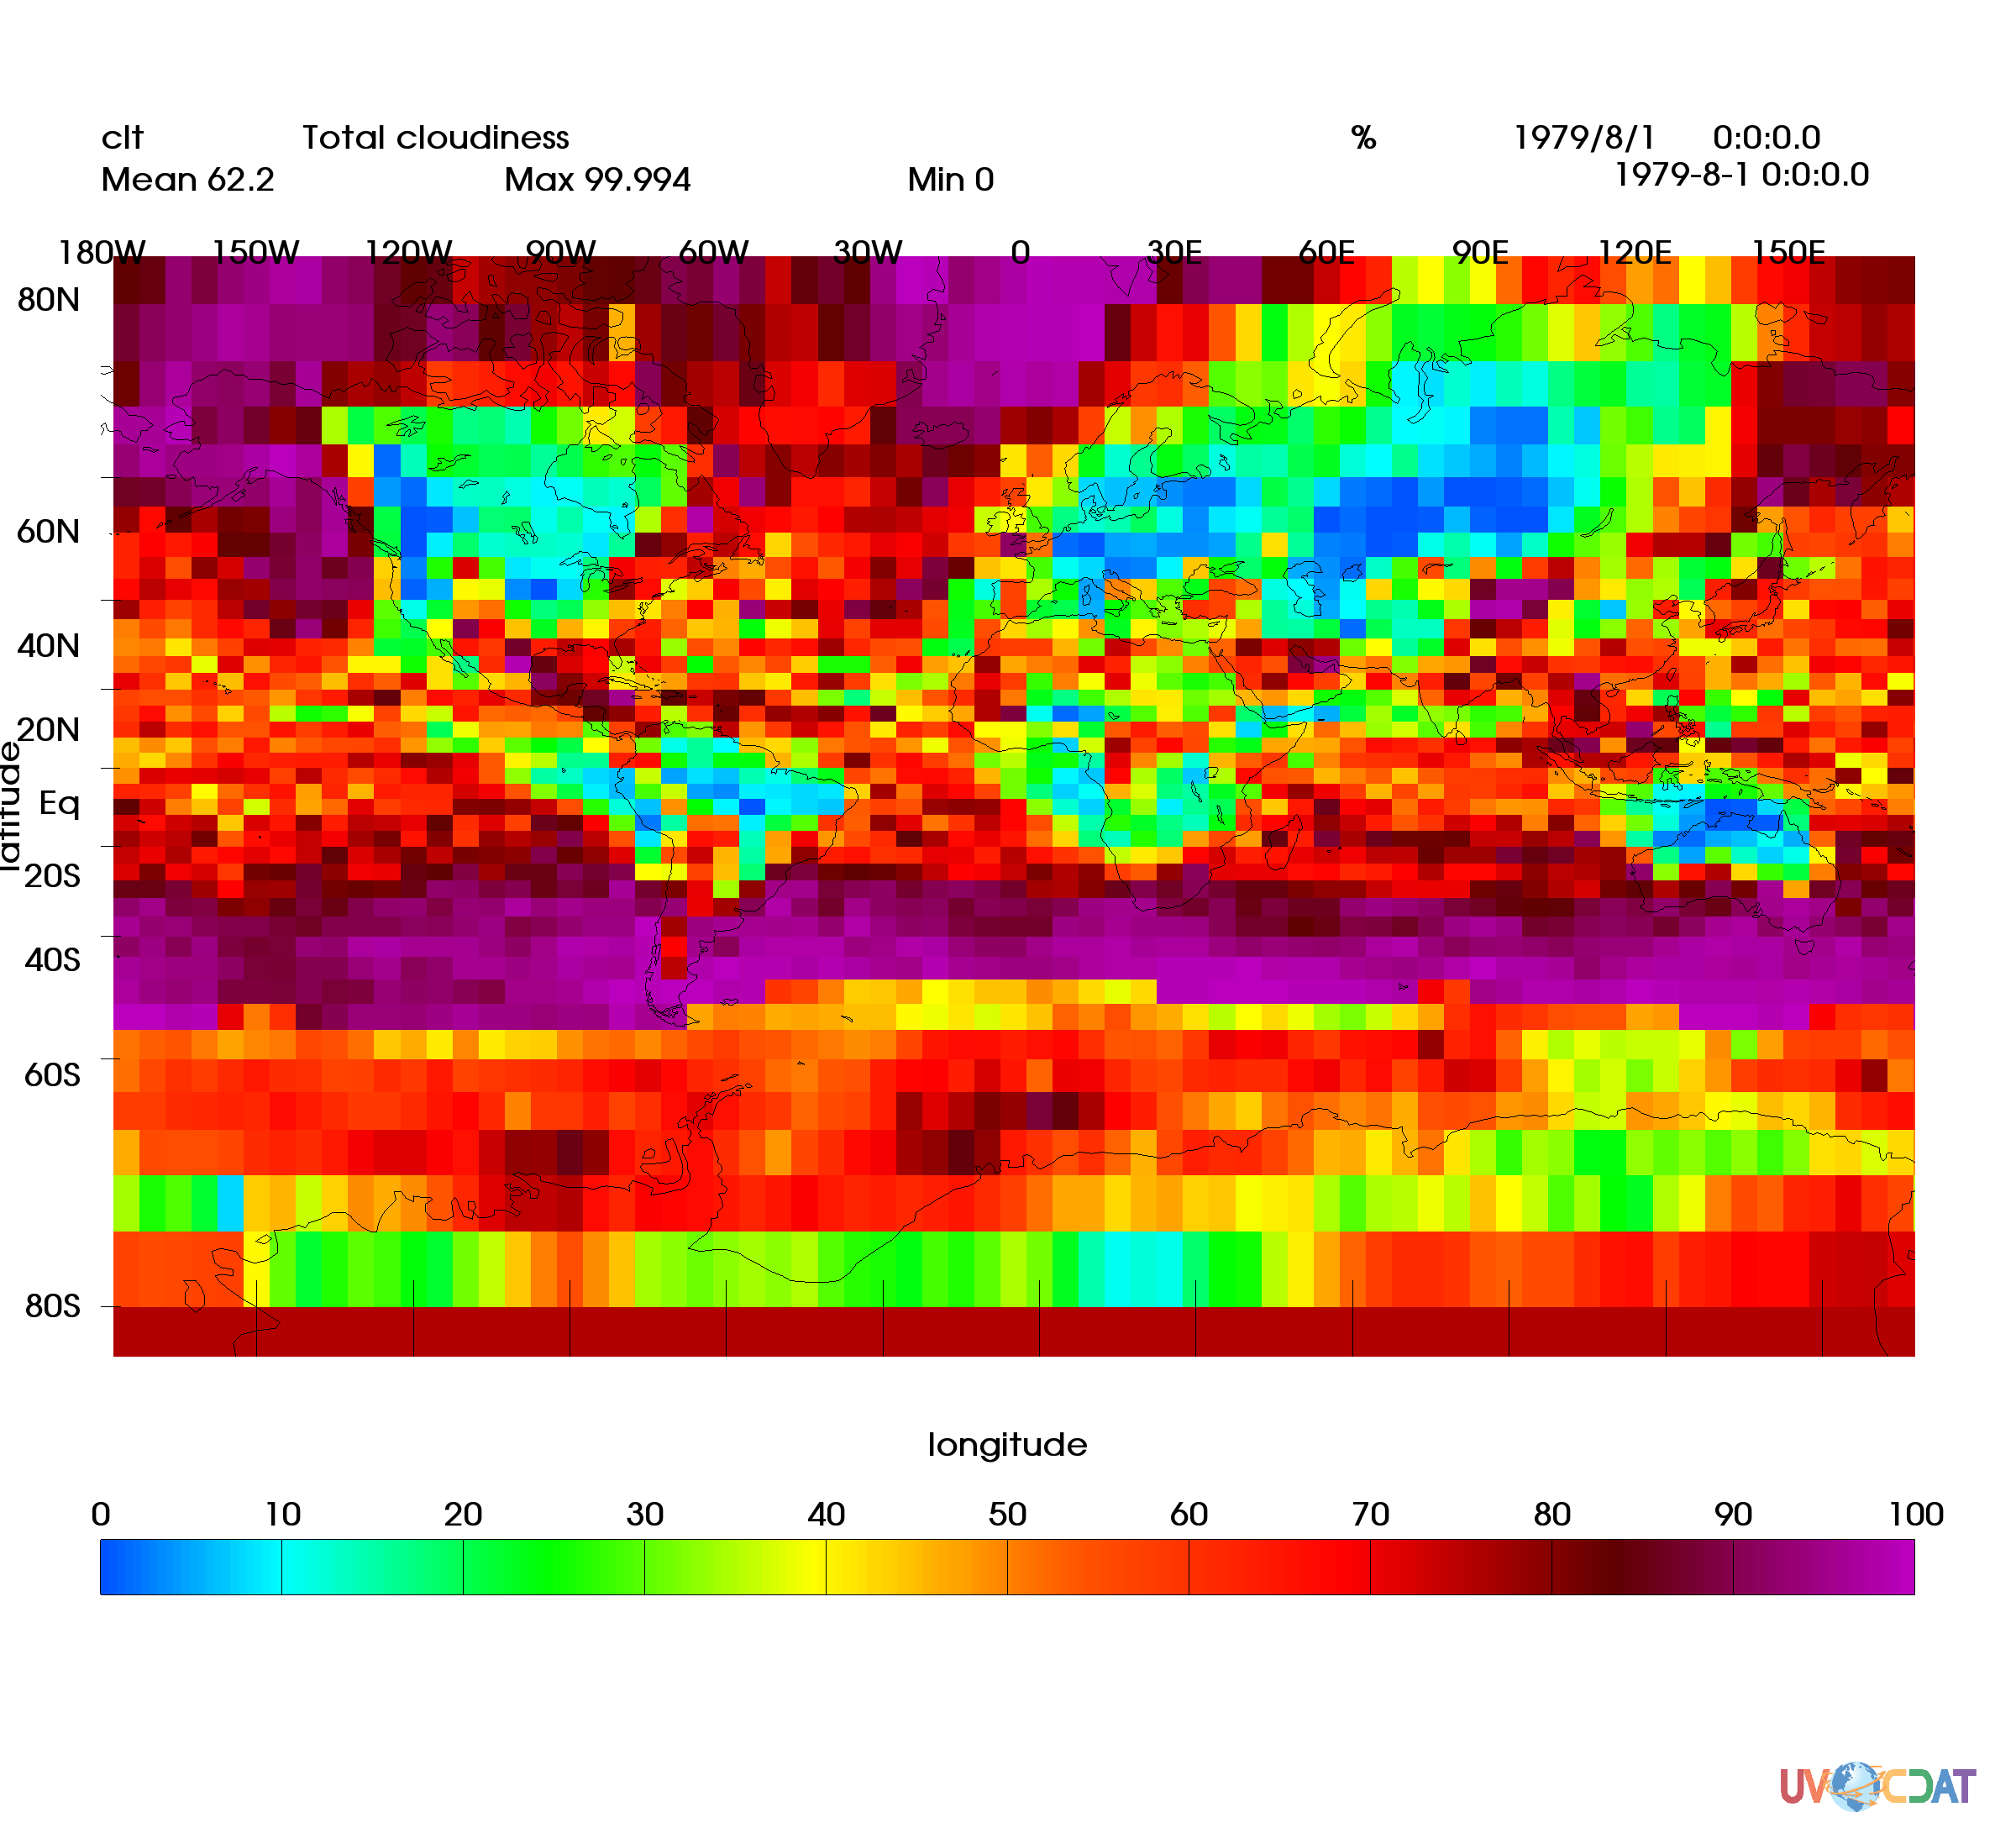 clt Total cloudiness % 1979/8/1 0:0:0.0
Mean 62.2 Max 99.994 Min 0 1979-8-1 0:0:0.0
180W 150W 120W 90W 60W 30W 0 30E 60E 90E 120E 150E
80N
60N
40N
20N
Eq
20S
40S
60S
80S
latitude
longitude
0 10 20 30 40 50 60 70 80 90 100
UV CDAT